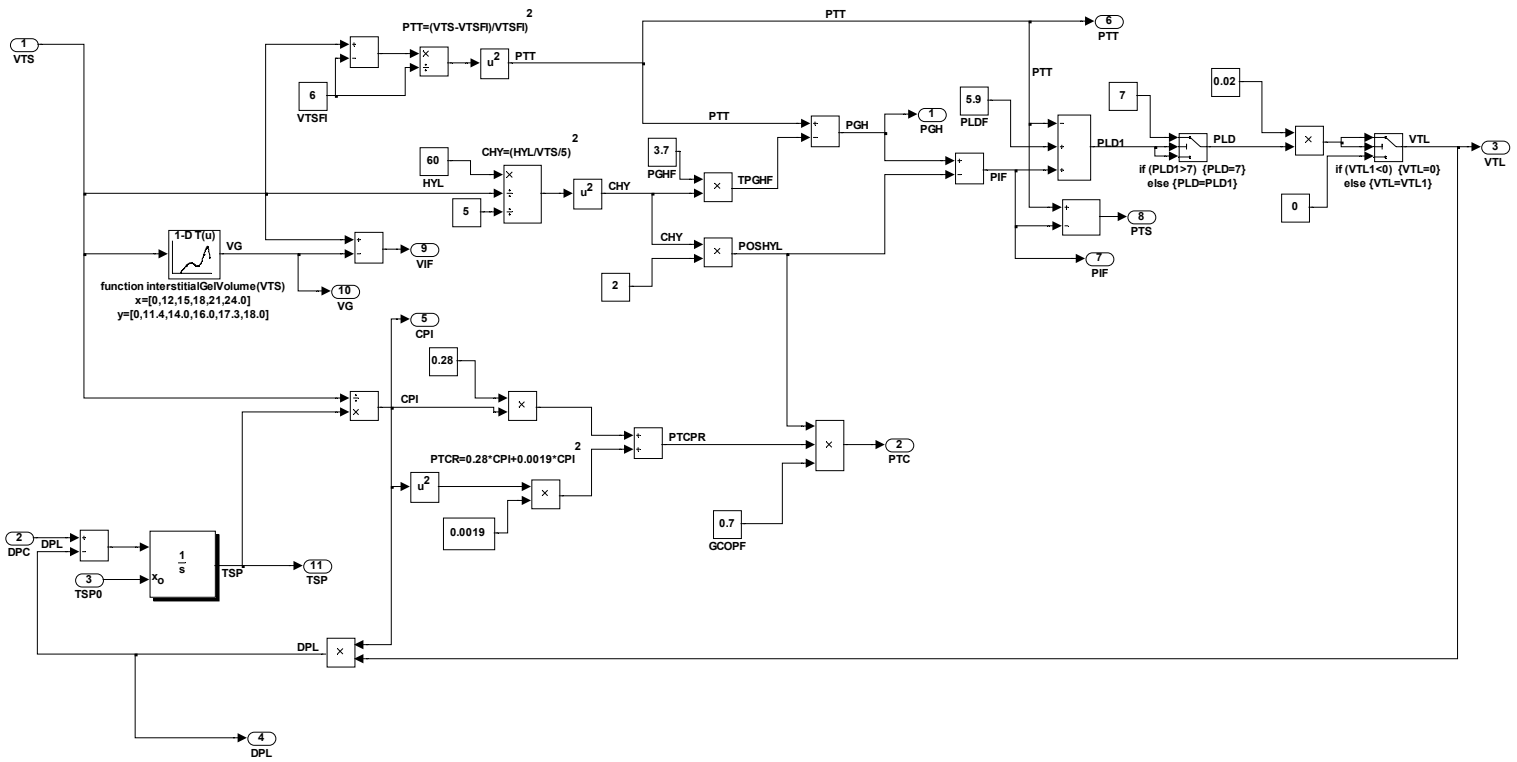 2
PTT=(VTS-VTSFI)/VTSFI)
PTT
6
PTT
1
VTS
+
-
×
÷
u²
PTT
PTT
6
VTSFI
7
0.02
5.9
PLDF
PTT
+
-
PGH
1
PGH
-
+
+
PLD1
PLD
×
VTL
3
VTL
2
CHY=(HYL/VTS/5)
60
HYL
×
÷
÷
5
u²
CHY
3.7
PGHF
×
TPGHF
+
-
PIF
if (PLD1>7) {PLD=7}
else {PLD=PLD1}
if (VTL1<0) {VTL=0}
else {VTL=VTL1}
0
+
-
8
PTS
1-D T(u)
VG
+
-
9
VIF
CHY
×
POSHYL
2
7
PIF
function interstitialGelVolume(VTS)
x=[0,12,15,18,21,24.0]
y=[0,11.4,14.0,16.0,17.3,18.0]
10
VG
5
CPI
0.28
÷
×
CPI
×
+
+
PTCPR
×
2
PTC
2
PTCR=0.28*CPI+0.0019*CPI
u²
×
0.0019
0.7
GCOPF
2
DPC
DPL
+
-
1
s
xo
3
TSP0
TSP
11
TSP
DPL
×
4
DPL